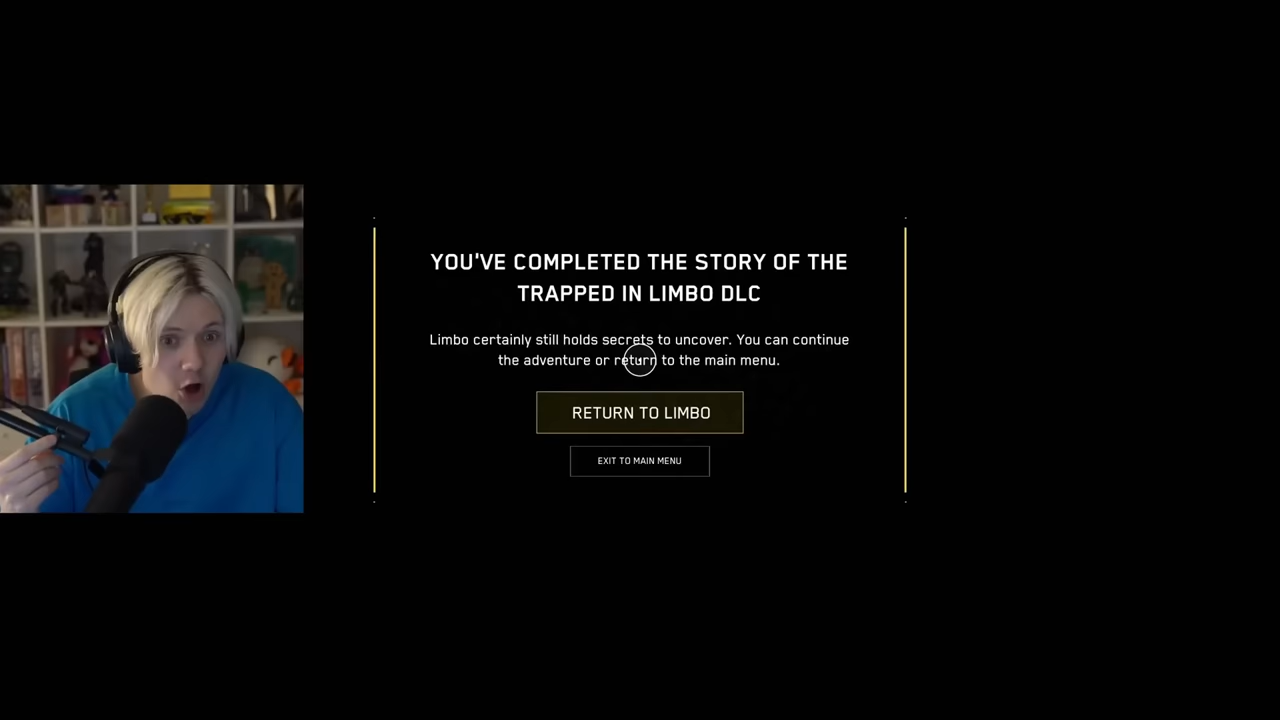 YOU'VE COMPLETED THE STORY OF THE
TRAPPED IN LIMBO DLC
Limbo certainly still holds secrets to uncover. You can continue
the adventure or return to the main menu.
RETURN TO LIMBO
EXIT TO MAIN MENU